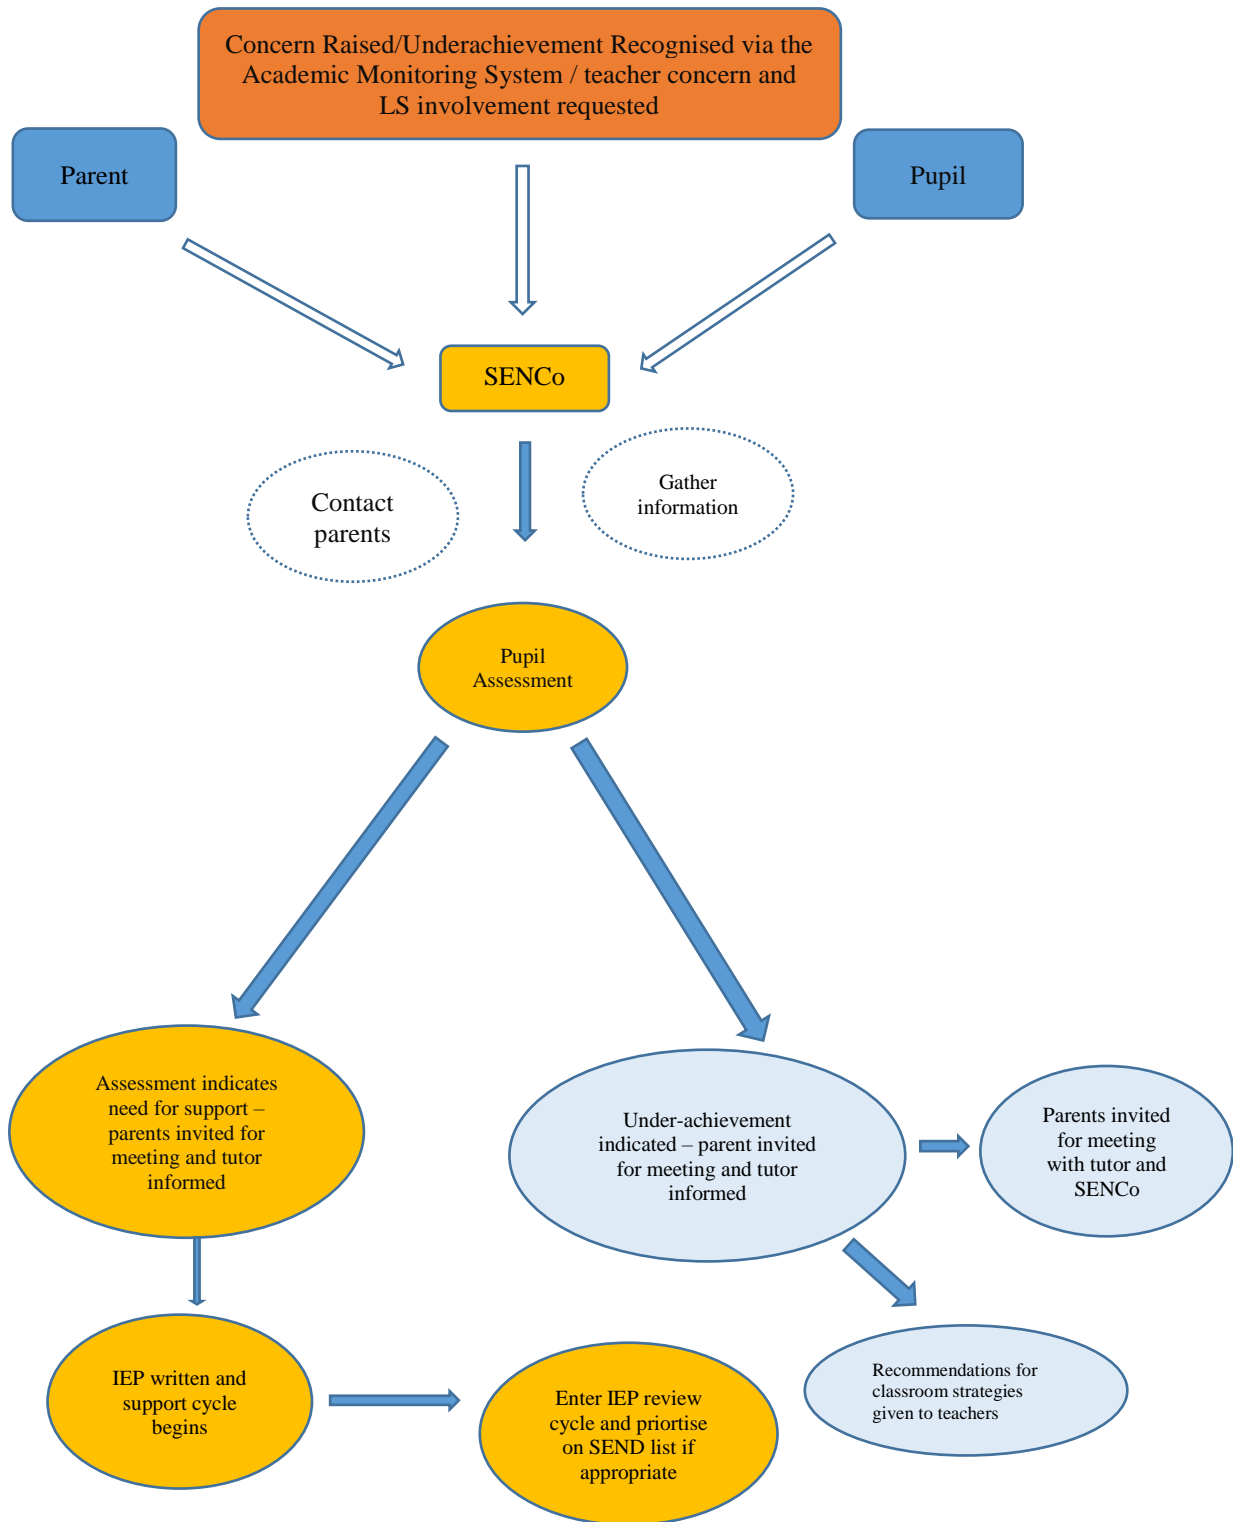 Concern Raised/Underachievement Recognised via the
Academic Monitoring System / teacher concern and
LS involvement requested
Parent
Pupil
SENCo
Contact
parents
Gather
information
Pupil
Assessment
Assessment indicates
need for support –
parents invited for
meeting and tutor
informed
Under-achievement
indicated – parent invited
for meeting and tutor
informed
Parents invited
for meeting
with tutor and
SENCo
IEP written and
support cycle
begins
Enter IEP review
cycle and priortise
on SEND list if
appropriate
Recommendations for
classroom strategies
given to teachers